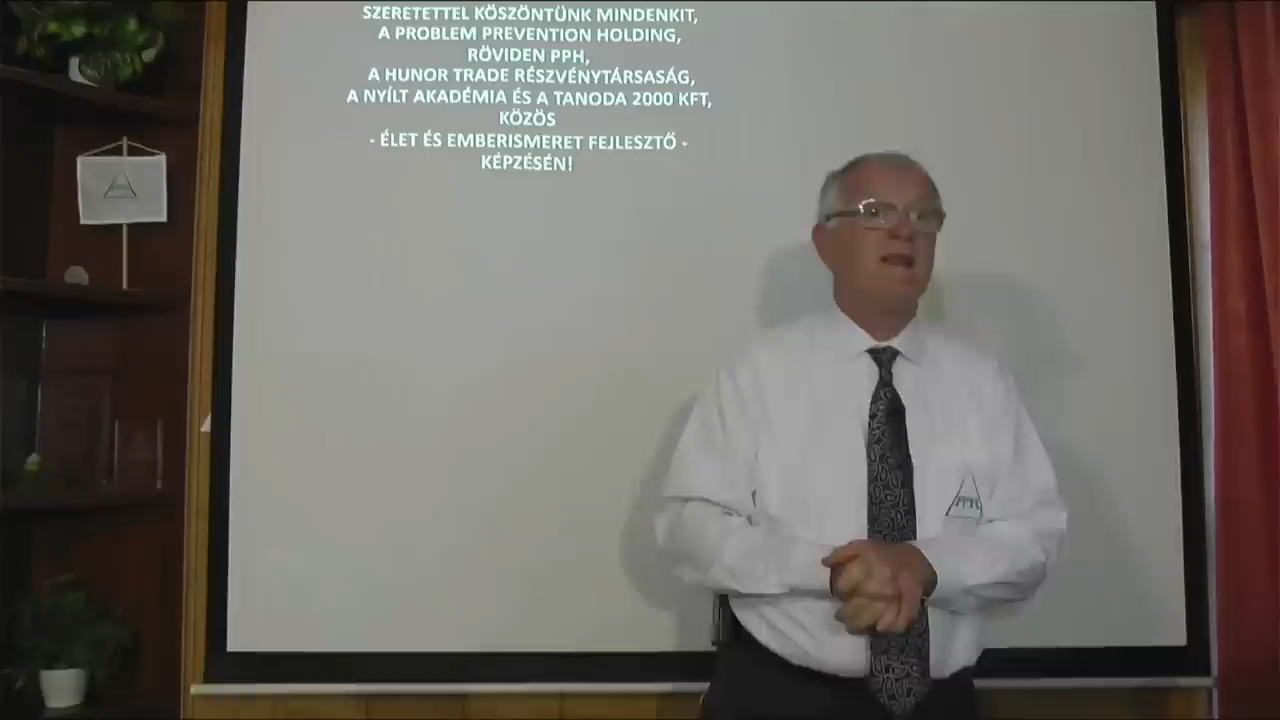 SZERETETTEL KÖSZÖNTÜNK MINDENKIT,
A PROBLEM PREVENTION HOLDING,
RÖVIDEN PPH,
A HUNOR TRADE RÉSZVÉNYTÁRSASÁG,
A NYÍLT AKADÉMIA ÉS A TANODA 2000 KFT,
KÖZÖS
- ÉLET ÉS EMBERISMERET FEJLESZTŐ -
KÉPZÉSÉN!